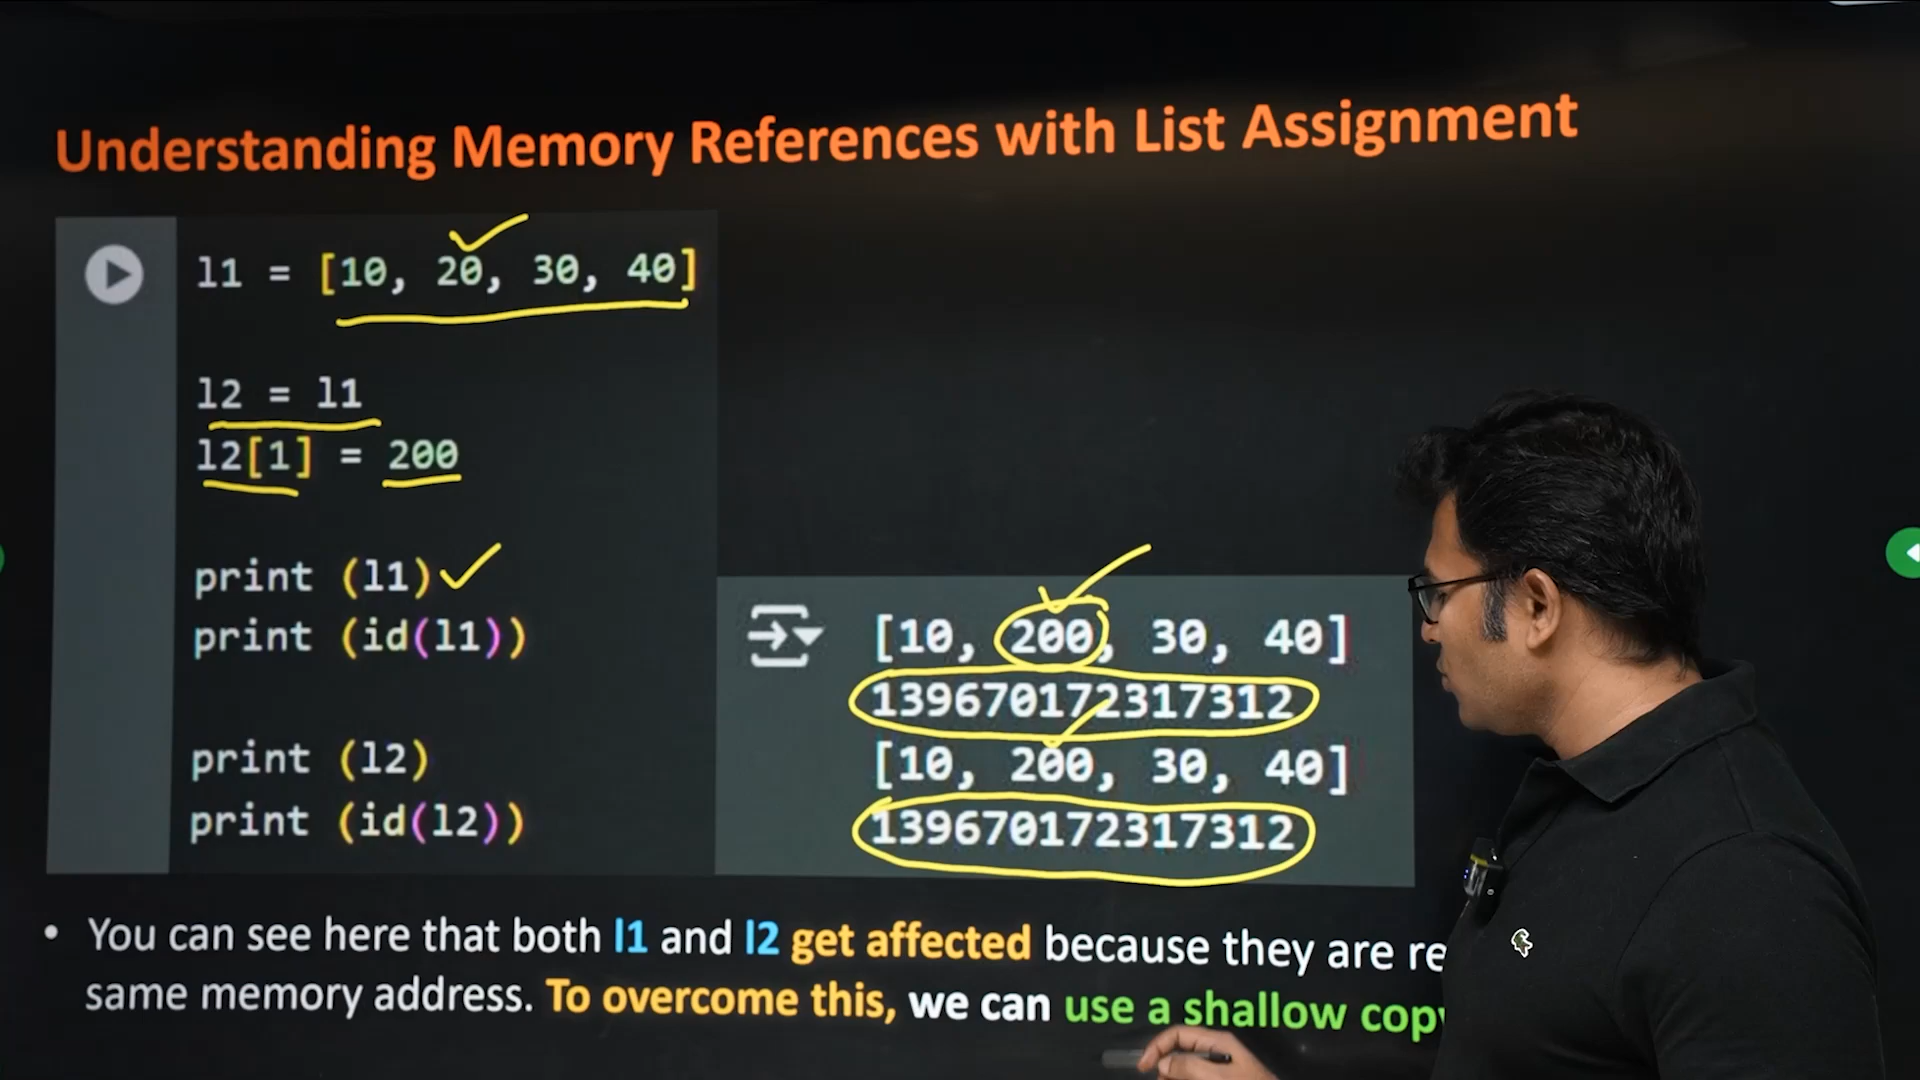 Understanding Memory References with List Assignment
l1 = [10, 20, 30, 40]
l2 = l1
l2[1] = 200
print (l1)
print (id(l1))
print (l2)
print (id(l2))
[10, 200, 30, 40]
139670172317312
[10, 200, 30, 40]
139670172317312
• You can see here that both l1 and l2 get affected because they are
same memory address. To overcome this, we can use a shallow copy